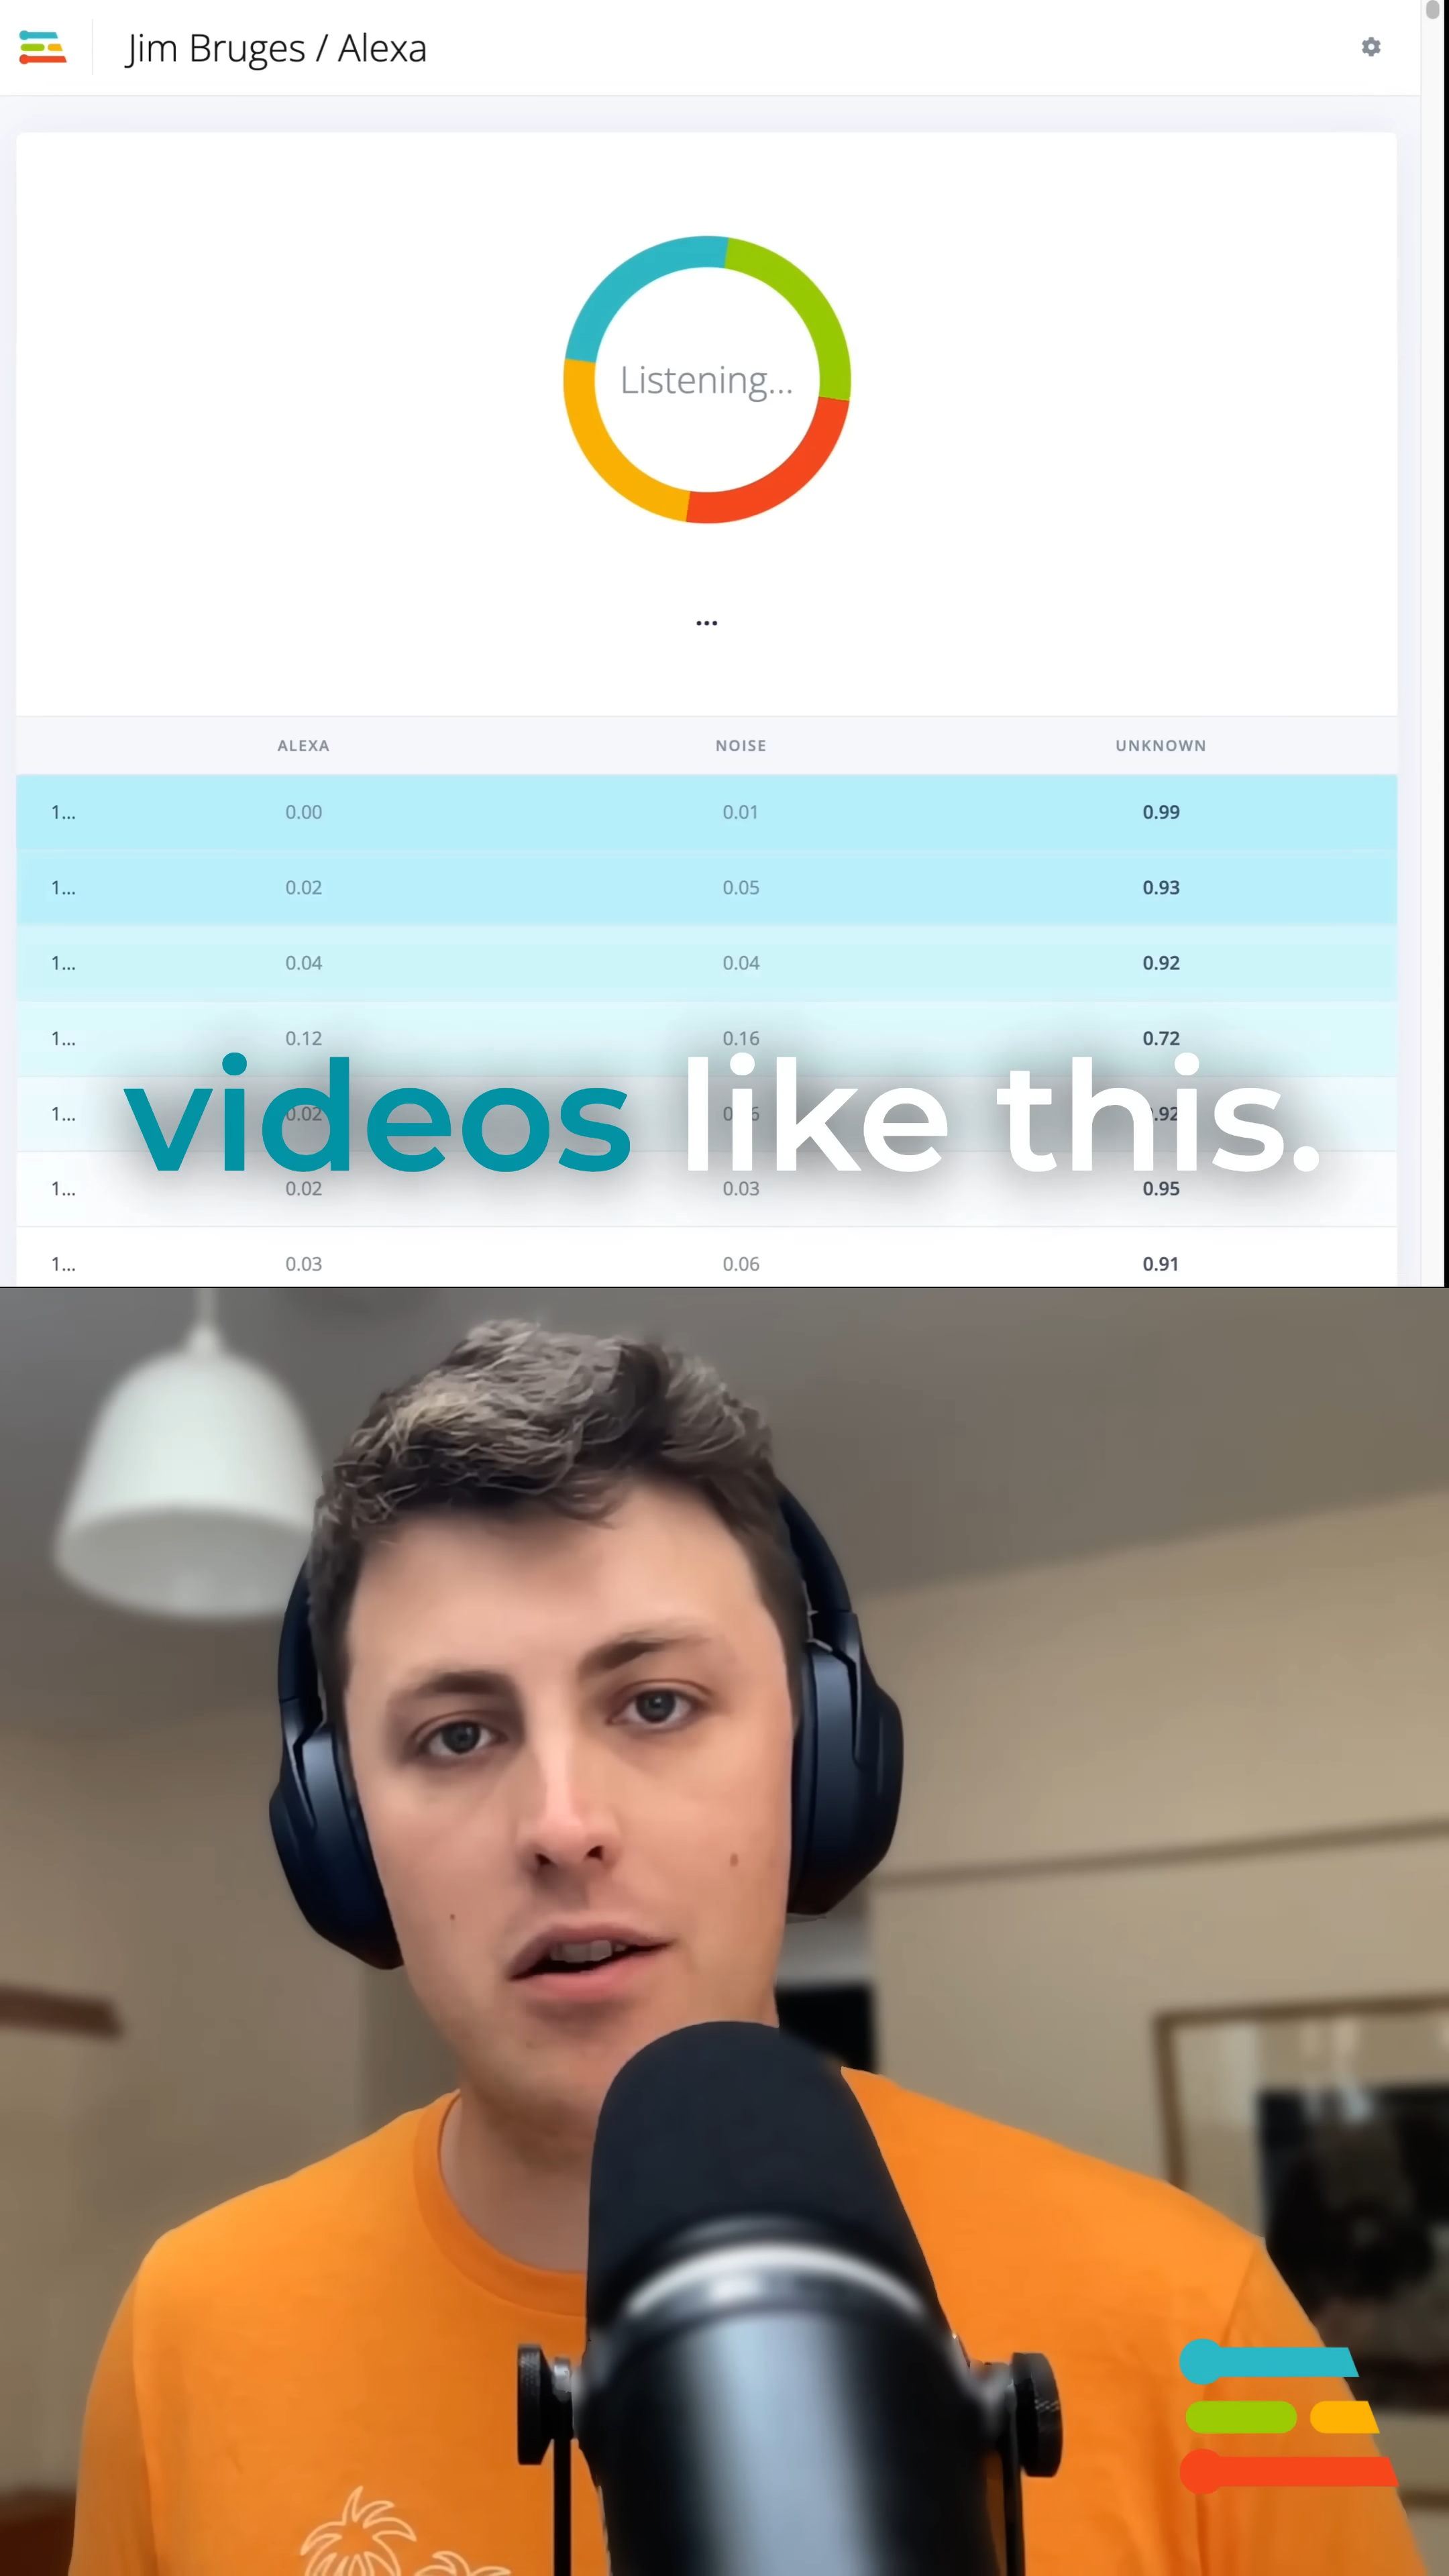 Jim Bruges / Alexa
Listening...
...
ALEXA NOISE UNKNOWN
1... 0.00 0.01 0.99
1... 0.02 0.05 0.93
1... 0.04 0.04 0.92
1... 0.12 0.16 0.72
videos like this.
1... 0.02 .92
1... 0.02 0.03 0.95
1... 0.03 0.06 0.91